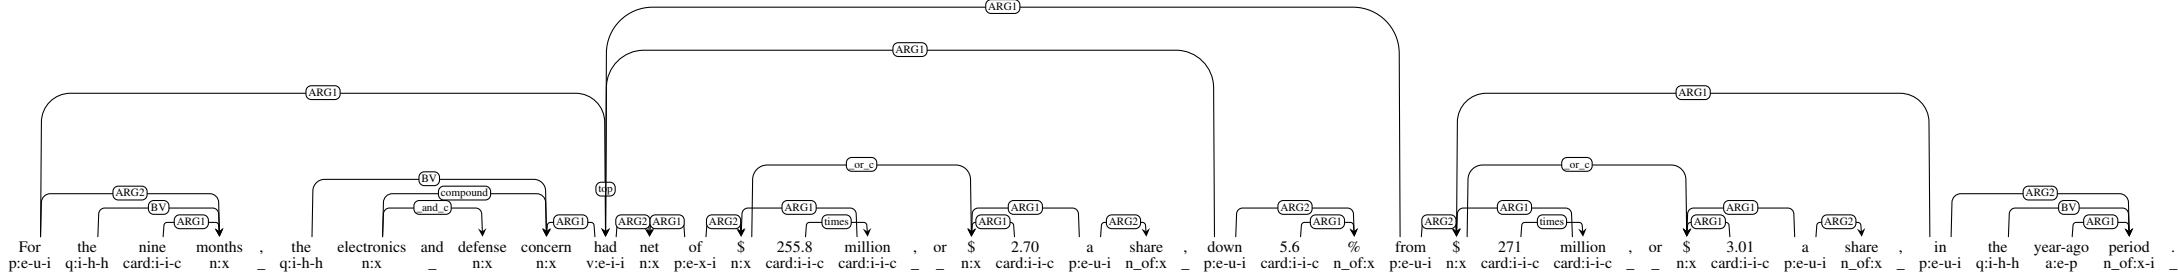 ARG1
ARG1
ARG1 ARG1
_or_c _or_c
BV
top
ARG2 compound ARG2
BV _and_c ARG1 ARG1 ARG2 ARG1 ARG1 BV
ARG1 ARG1 ARG2 ARG1 ARG2 times ARG1 ARG2 ARG1 ARG2 times ARG1 ARG2 ARG1
For the nine months , the electronics and defense concern had net of $ 255.8 million , or $ 2.70 a share , down 5.6 % from $ 271 million , or $ 3.01 a share , in the year-ago period .
p:e-u-i q:i-h-h card:i-i-c n:x _ q:i-h-h n:x _ n:x n:x v:e-i-i n:x p:e-x-i n:x card:i-i-c card:i-i-c _ _ n:x card:i-i-c p:e-u-i n_of:x _ p:e-u-i card:i-i-c n_of:x p:e-u-i n:x card:i-i-c card:i-i-c _ _ n:x card:i-i-c p:e-u-i n_of:x _ p:e-u-i q:i-h-h a:e-p n_of:x-i _